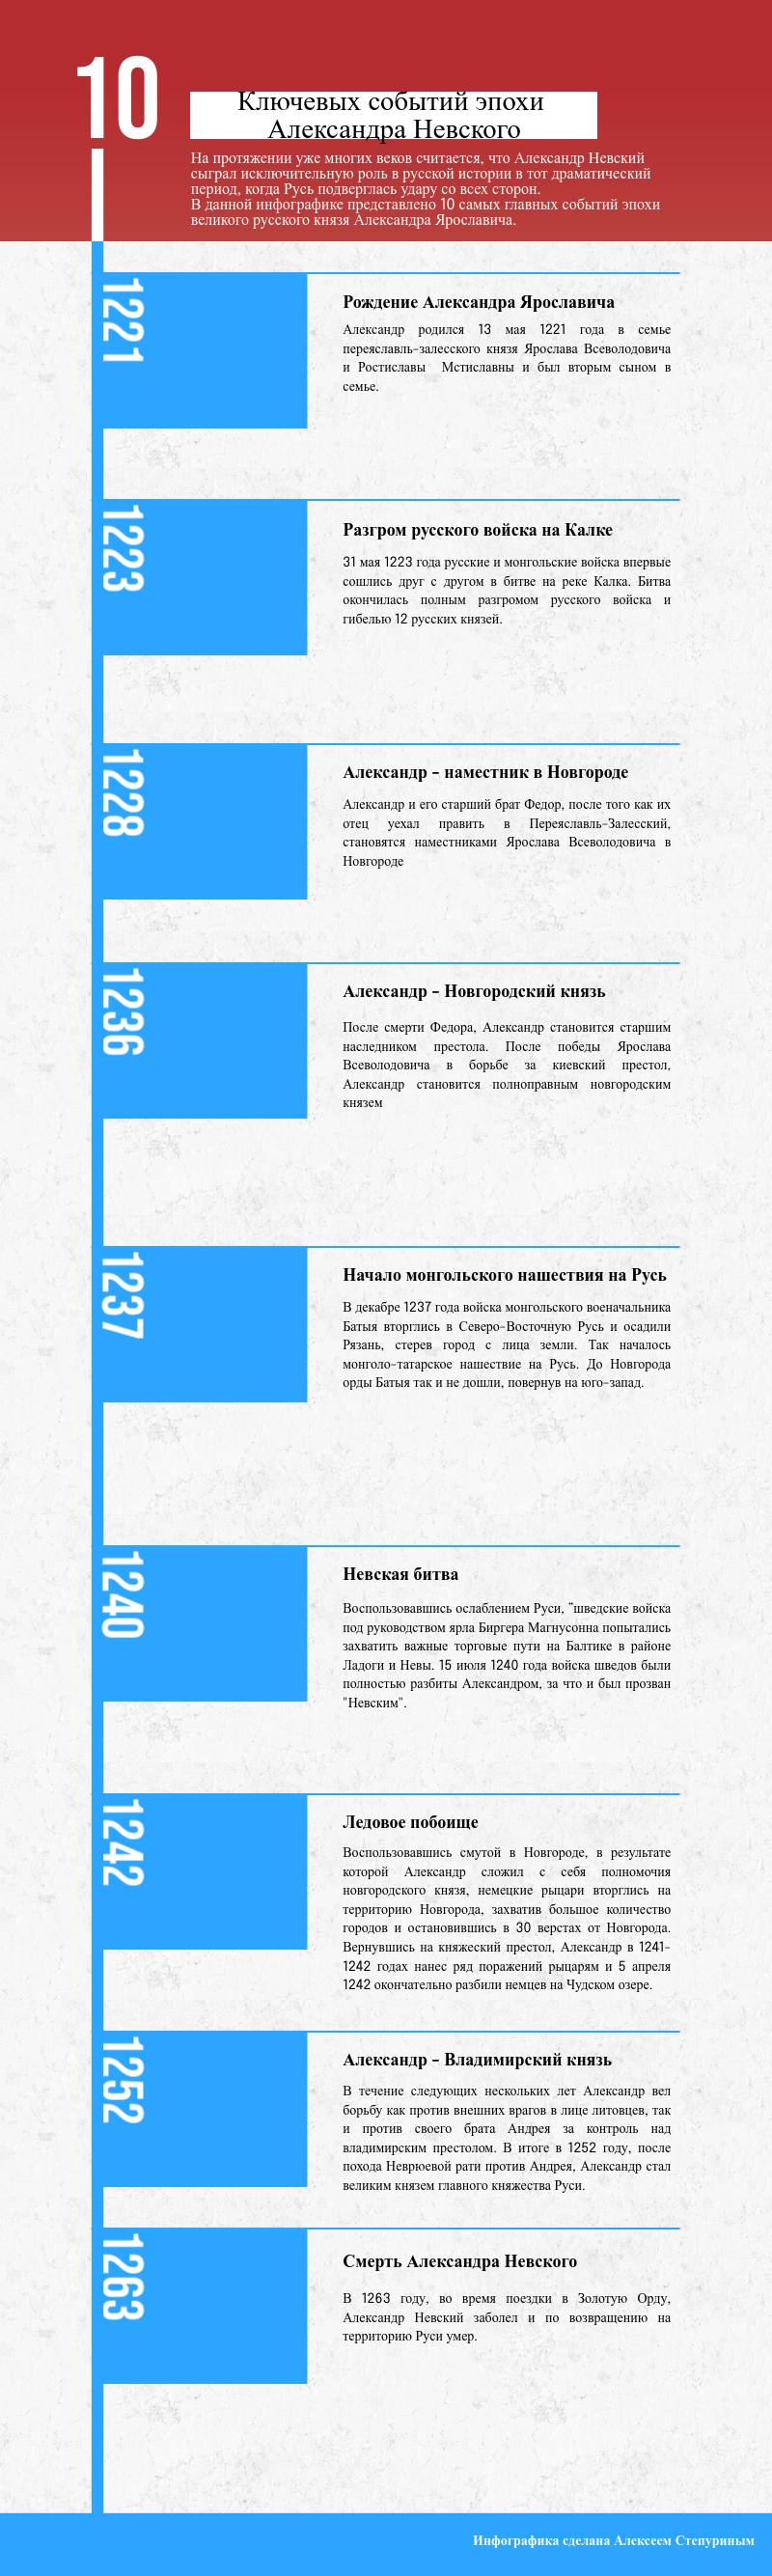 10
Ключевых событий эпохи
Александра Невского
На протяжении уже многих веков считается, что Александр Невский
сыграл исключительную роль в русской истории в тот драматический
период, когда Русь подверглась удару со всех сторон.
В данной инфографике представлено 10 самых главных событий эпохи
великого русского князя Александра Ярославича.
1221
Рождение Александра Ярославича
Александр родился 13 мая 1221 года в семье
переяславль-залесского князя Ярослава Всеволодовича
и Ростиславы Мстиславны и был вторым сыном в
семье.
1223
Разгром русского войска на Калке
31 мая 1223 года русские и монгольские войска впервые
сошлись друг с другом в битве на реке Калка. Битва
окончилась полным разгромом русского войска и
гибелью 12 русских князей.
1228
Александр - наместник в Новгороде
Александр и его старший брат Федор, после того как их
отец уехал править в Переяславль-Залесский,
становятся наместниками Ярослава Всеволодовича в
Новгороде
1236
Александр - Новгородский князь
После смерти Федора, Александр становится старшим
наследником престола. После победы Ярослава
Всеволодовича в борьбе за киевский престол,
Александр становится полноправным новгородским
князем
1237
Начало монгольского нашествия на Русь
В декабре 1237 года войска монгольского военачальника
Батыя вторглись в Северо-Восточную Русь и осадили
Рязань, стерев город с лица земли. Так началось
монголо-татарское нашествие на Русь. До Новгорода
орды Батыя так и не дошли, повернув на юго-запад.
1240
Невская битва
Воспользовавшись ослаблением Руси, "шведские войска
под руководством ярла Биргера Магнусонна попытались
захватить важные торговые пути на Балтике в районе
Ладоги и Невы. 15 июля 1240 года войска шведов были
полностью разбиты Александром, за что и был прозван
"Невским".
1242
Ледовое побоище
Воспользовавшись смутой в Новгороде, в результате
которой Александр сложил с себя полномочия
новгородского князя, немецкие рыцари вторглись на
территорию Новгорода, захватив большое количество
городов и остановившись в 30 верстах от Новгорода.
Вернувшись на княжеский престол, Александр в 1241-
1242 годах нанес ряд поражений рыцарям и 5 апреля
1242 окончательно разбили немцев на Чудском озере.
1252
Александр - Владимирский князь
В течение следующих нескольких лет Александр вел
борьбу как против внешних врагов в лице литовцев, так
и против своего брата Андрея за контроль над
владимирским престолом. В итоге в 1252 году, после
похода Неврюевой рати против Андрея, Александр стал
великим князем главного княжества Руси.
1263
Смерть Александра Невского
В 1263 году, во время поездки в Золотую Орду,
Александр Невский заболел и по возвращению на
территорию Руси умер.
Инфографика сделана Алексеем Степуриным